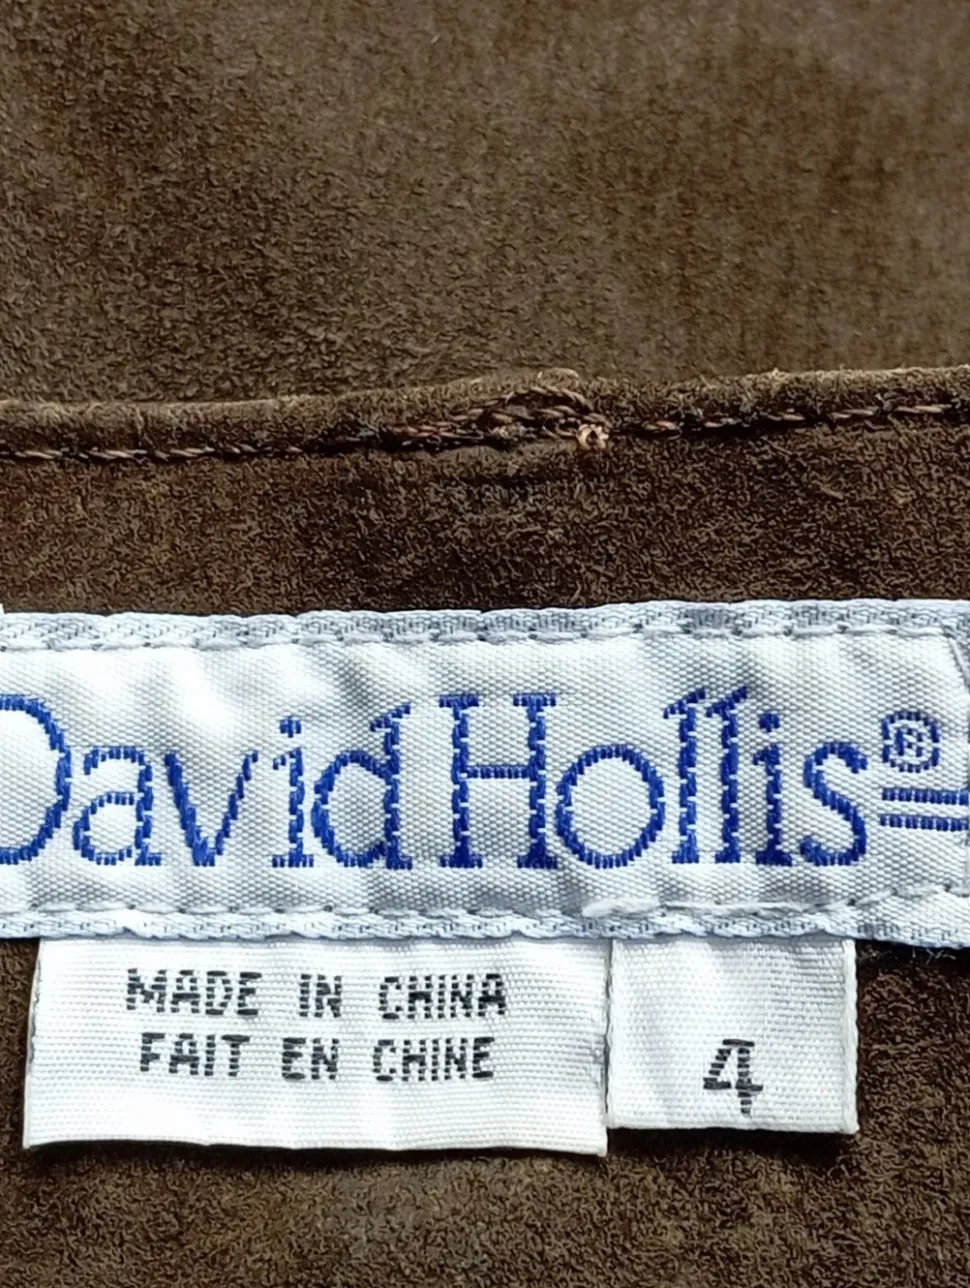 David Hollis®
MADE IN CHINA
FAIT EN CHINE
4